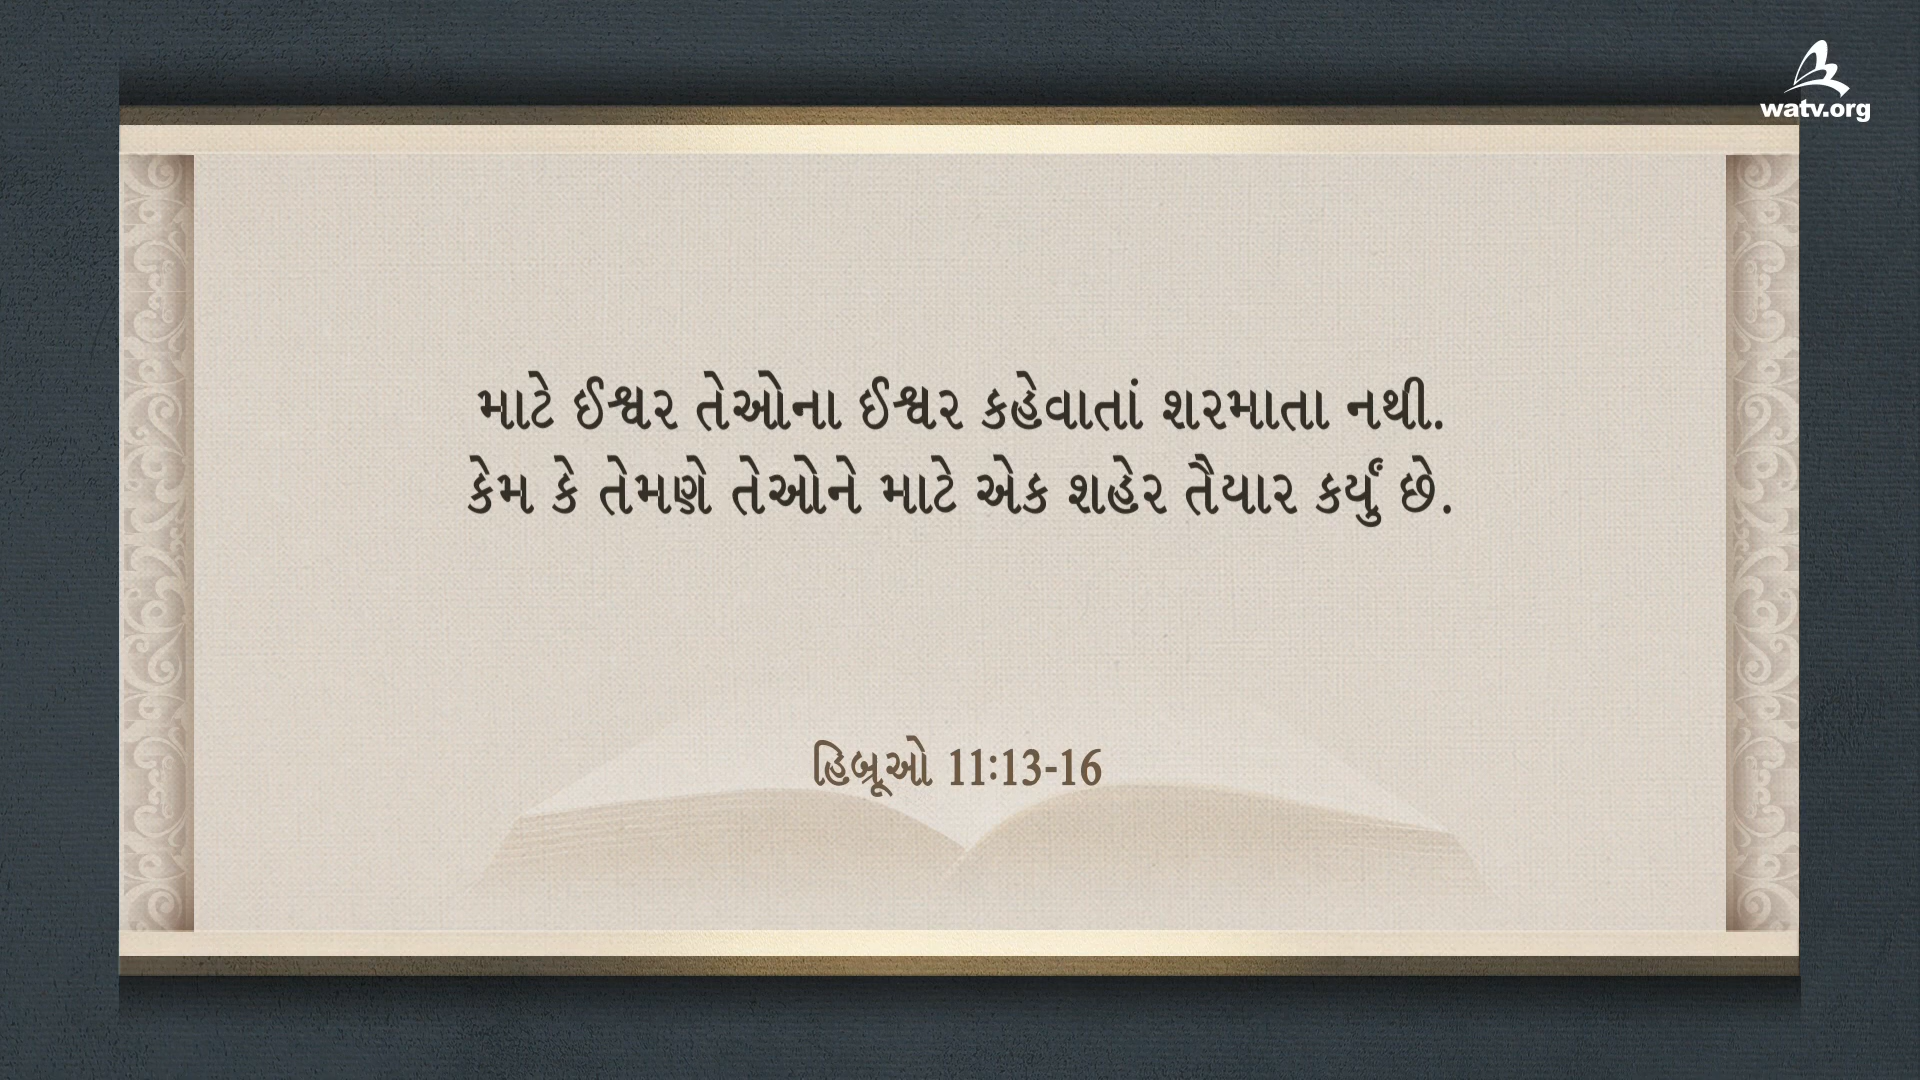 watv.org
માટે ઈશ્વર તેઓના ઈશ્વર કહેવાતાં શરમાતા નથી.
કેમ કે તેમણે તેઓને માટે એક શહેર તૈયાર કર્યું છે.
હિબ્રૂઓ 11:13-16